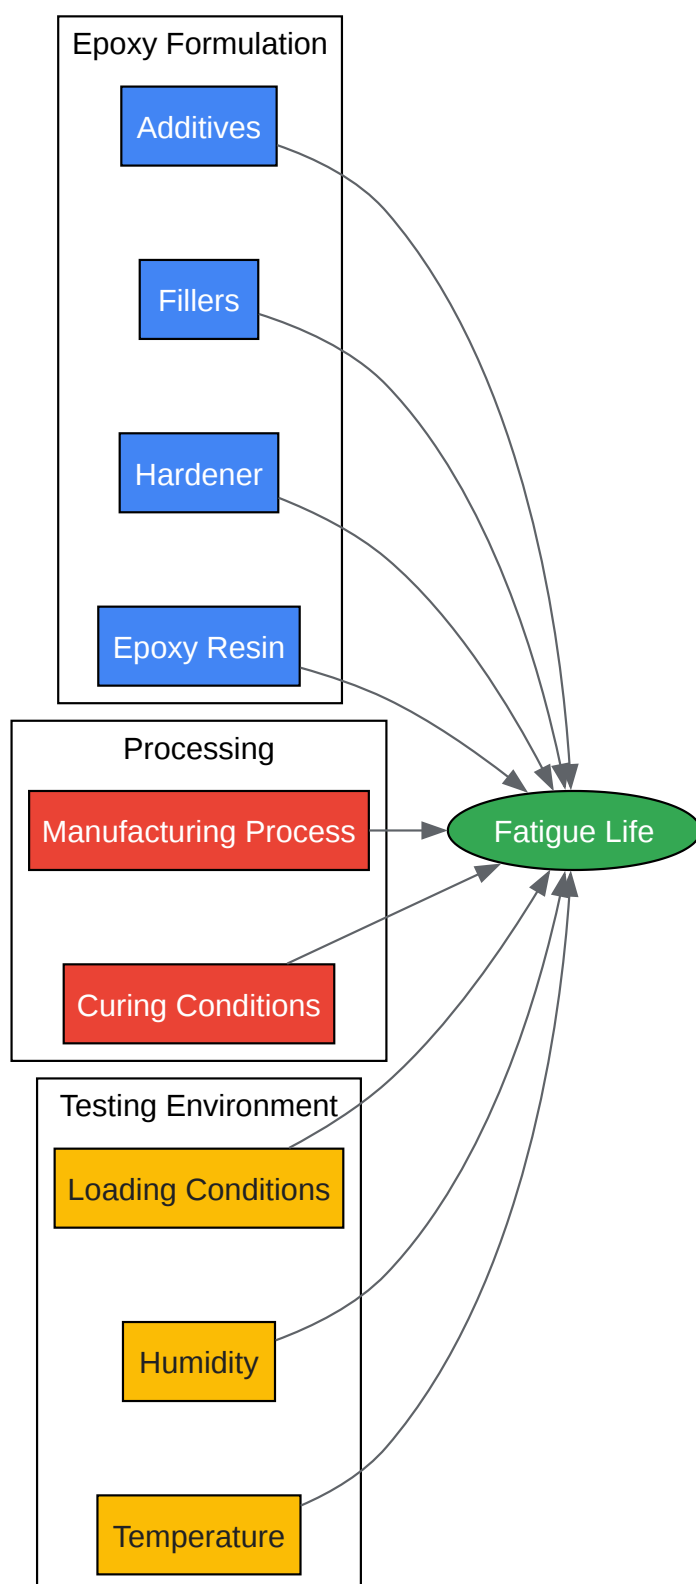 Epoxy Formulation
Additives
Fillers
Hardener
Epoxy Resin
Processing
Manufacturing Process
Fatigue Life
Curing Conditions
Testing Environment
Loading Conditions
Humidity
Temperature